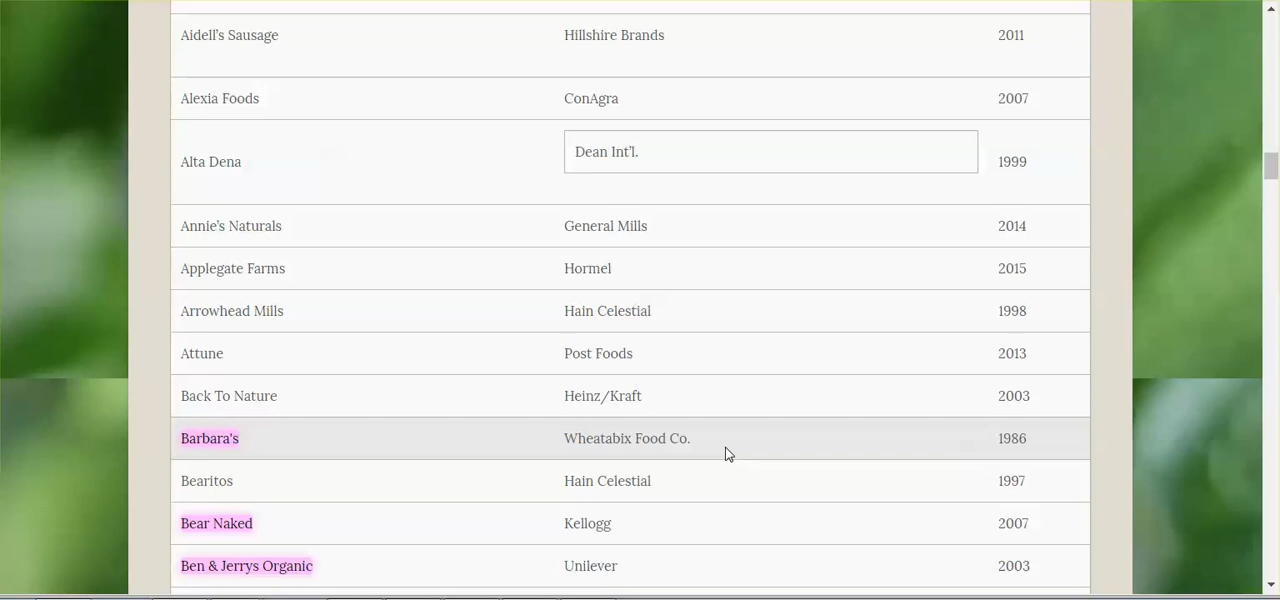 Aidell’s Sausage Hillshire Brands 2011
Alexia Foods ConAgra 2007
Alta Dena Dean Int’l. 1999
Annie’s Naturals General Mills 2014
Applegate Farms Hormel 2015
Arrowhead Mills Hain Celestial 1998
Attune Post Foods 2013
Back To Nature Heinz/Kraft 2003
Barbara's Wheatabix Food Co. 1986
Bearitos Hain Celestial 1997
Bear Naked Kellogg 2007
Ben & Jerrys Organic Unilever 2003